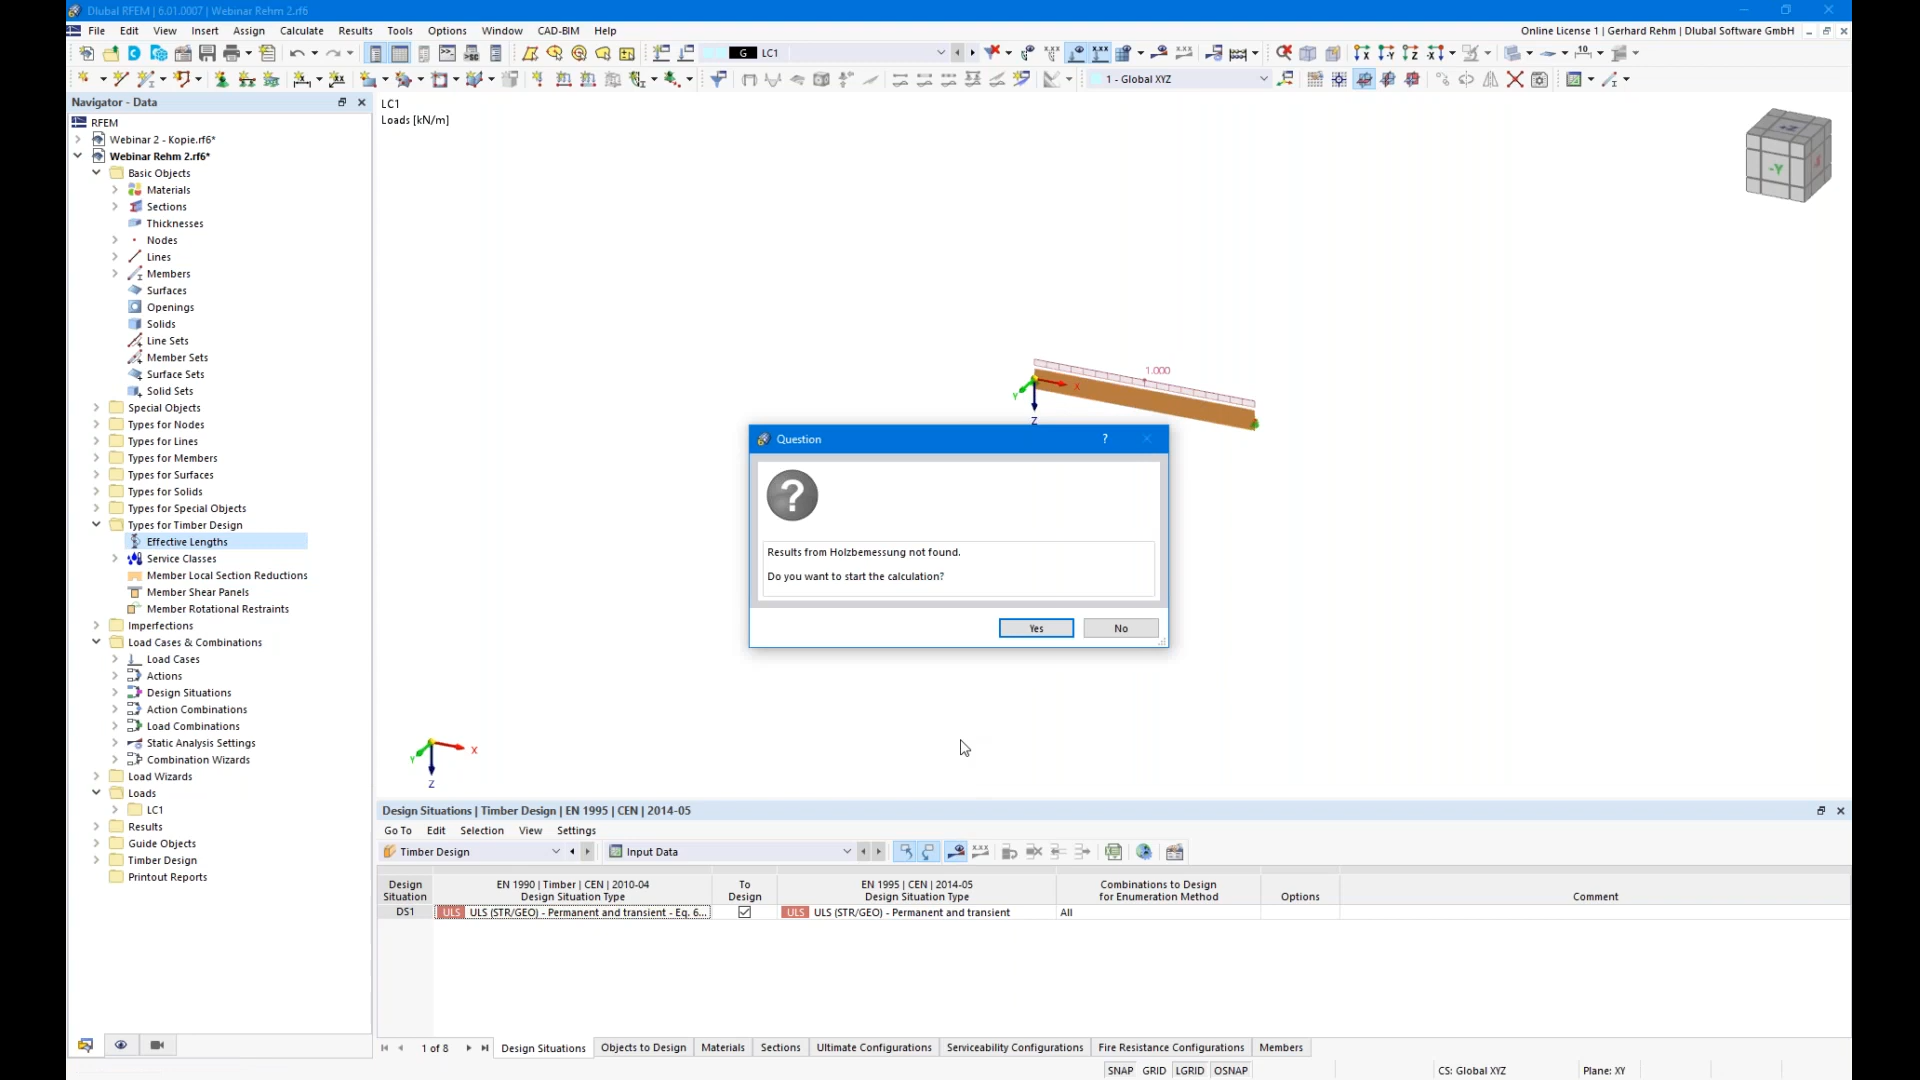 Dlubal RFEM | 6.01.0007 | Webinar Rehm 2.rf6
File Edit View Insert Assign Calculate Results Tools Options Window CAD-BIM Help
Online License 1 | Gerhard Rehm | Dlubal Software GmbH
G LC1
1 - Global XYZ
Navigator - Data
RFEM
Webinar 2 - Kopie.rf6*
Webinar Rehm 2.rf6*
Basic Objects
Materials
Sections
Thicknesses
Nodes
Lines
Members
Surfaces
Openings
Solids
Line Sets
Member Sets
Surface Sets
Solid Sets
Special Objects
Types for Nodes
Types for Lines
Types for Members
Types for Surfaces
Types for Solids
Types for Special Objects
Types for Timber Design
Effective Lengths
Service Classes
Member Local Section Reductions
Member Shear Panels
Member Rotational Restraints
Imperfections
Load Cases & Combinations
Load Cases
Actions
Design Situations
Action Combinations
Load Combinations
Static Analysis Settings
Combination Wizards
Load Wizards
Loads
LC1
Results
Guide Objects
Timber Design
Printout Reports
LC1
Loads [kN/m]
+Z
-Y
1.000
X
Y
Z
Question
?
Results from Holzbemessung not found.
Do you want to start the calculation?
Yes No
X
Y
Z
Design Situations | Timber Design | EN 1995 | CEN | 2014-05
Go To Edit Selection View Settings
Timber Design Input Data
Design Situation
EN 1990 | Timber | CEN | 2010-04 Design Situation Type
To Design
EN 1995 | CEN | 2014-05 Design Situation Type
Combinations to Design for Enumeration Method
Options
Comment
DS1 ULS ULS (STR/GEO) - Permanent and transient - Eq. 6... ULS ULS (STR/GEO) - Permanent and transient All
1 of 8 Design Situations Objects to Design Materials Sections Ultimate Configurations Serviceability Configurations Fire Resistance Configurations Members
SNAP GRID LGRID OSNAP CS: Global XYZ Plane: XY